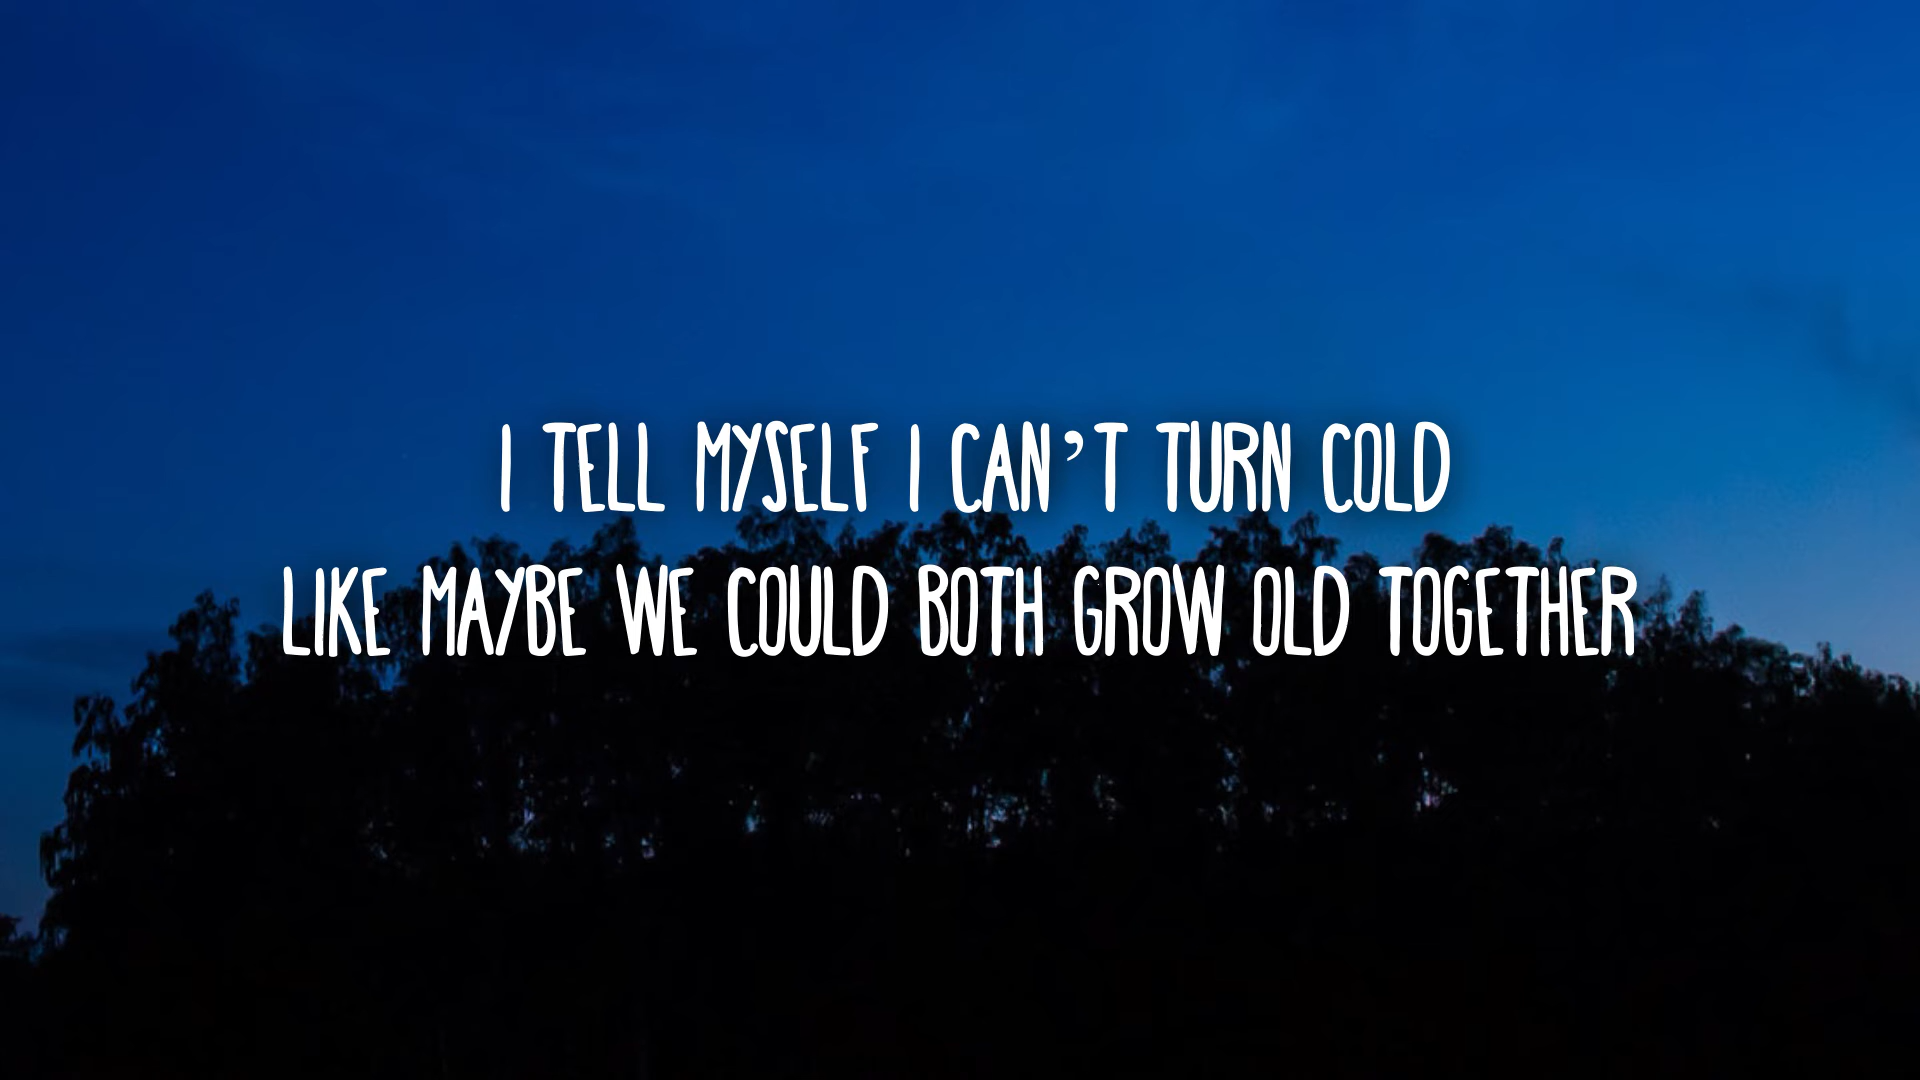 I TELL MYSELF I CAN'T TURN COLD
LIKE MAYBE WE COULD BOTH GROW OLD TOGETHER